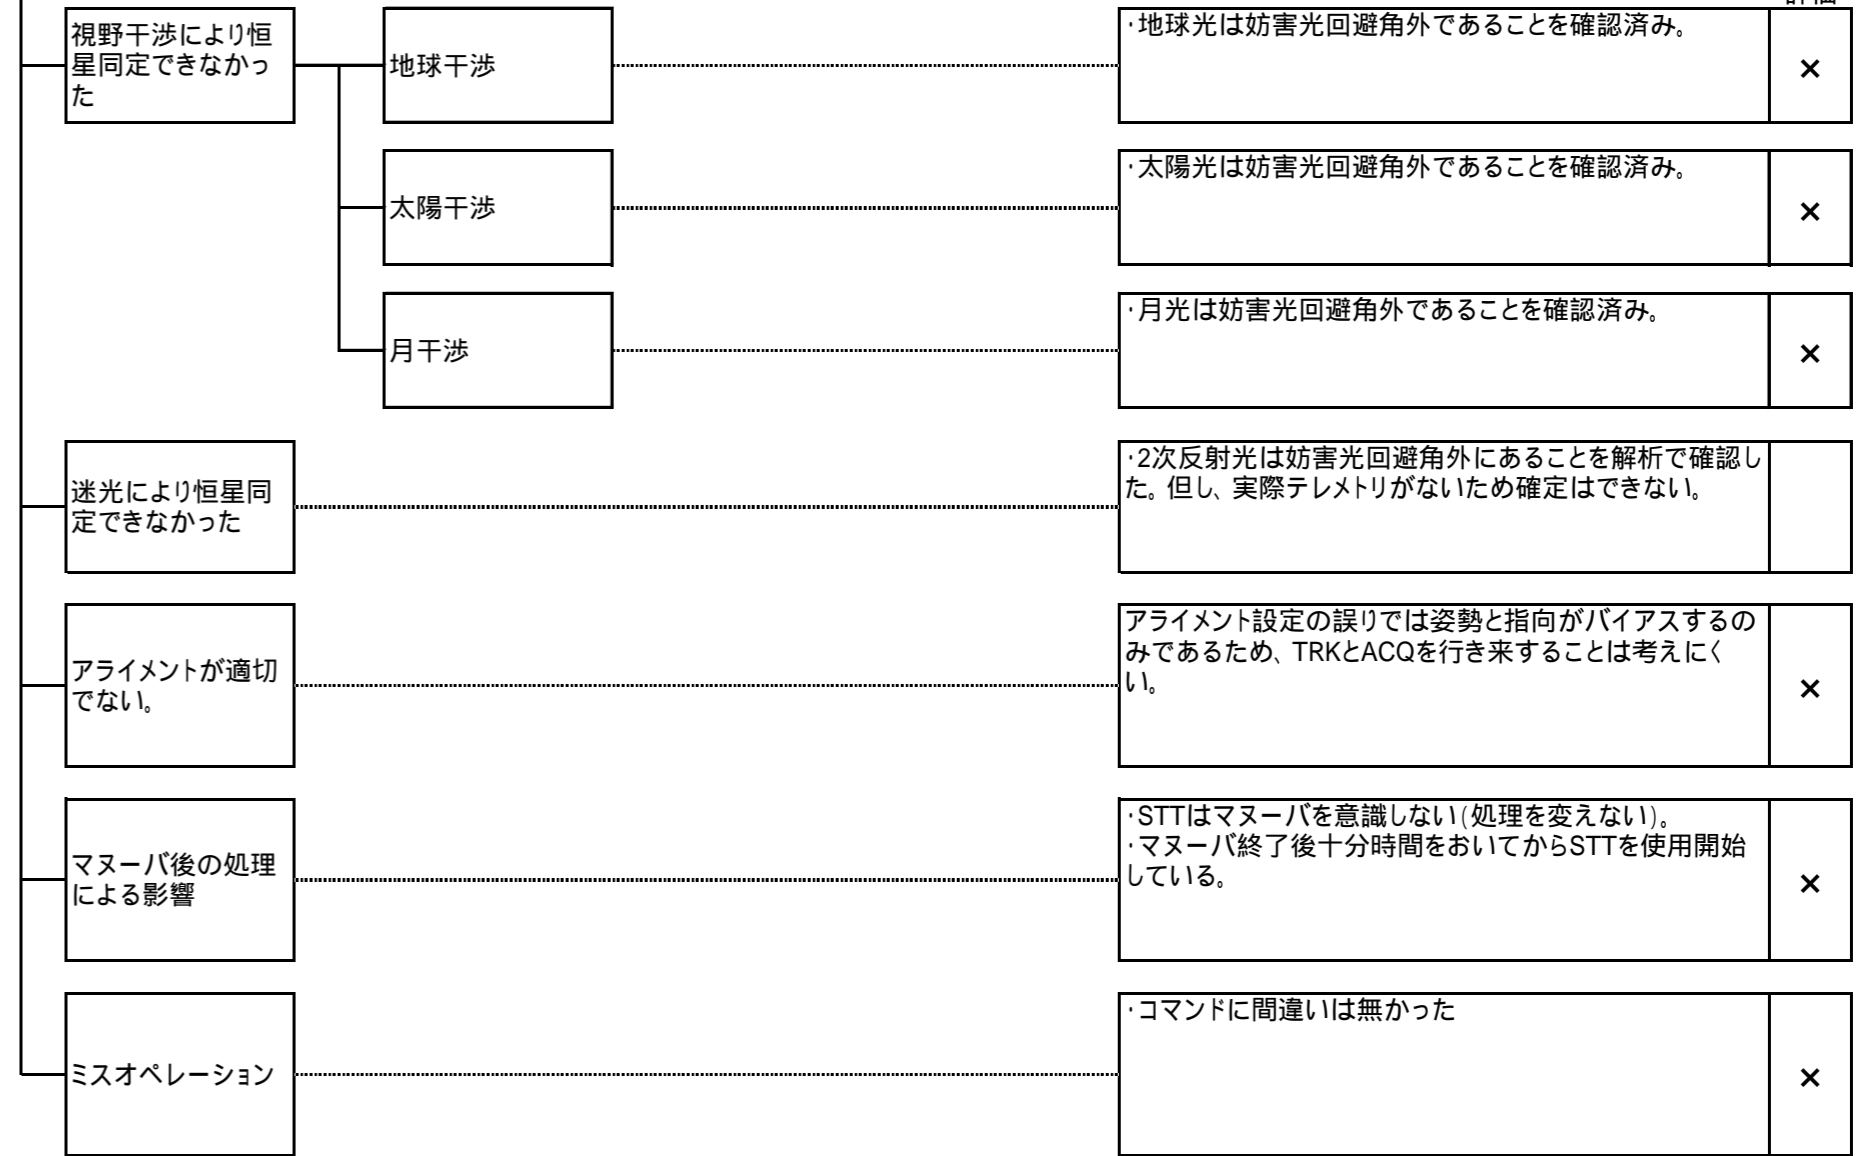 視野干渉により恒
星同定できなかっ
た
地球干渉
・地球光は妨害光回避角外であることを確認済み。
×
太陽干渉
・太陽光は妨害光回避角外であることを確認済み。
×
月干渉
・月光は妨害光回避角外であることを確認済み。
×
迷光により恒星同
定できなかった
・2次反射光は妨害光回避角外にあることを解析で確認し
た。但し、実際テレメトリがないため確定はできない。
アライメントが適切
でない。
アライメント設定の誤りでは姿勢と指向がバイアスするの
みであるため、TRKとACQを行き来することは考えにく
い。
×
マヌーバ後の処理
による影響
・STTはマヌーバを意識しない(処理を変えない)。
・マヌーバ終了後十分時間をおいてからSTTを使用開始
している。
×
ミスオペレーション
・コマンドに間違いは無かった
×